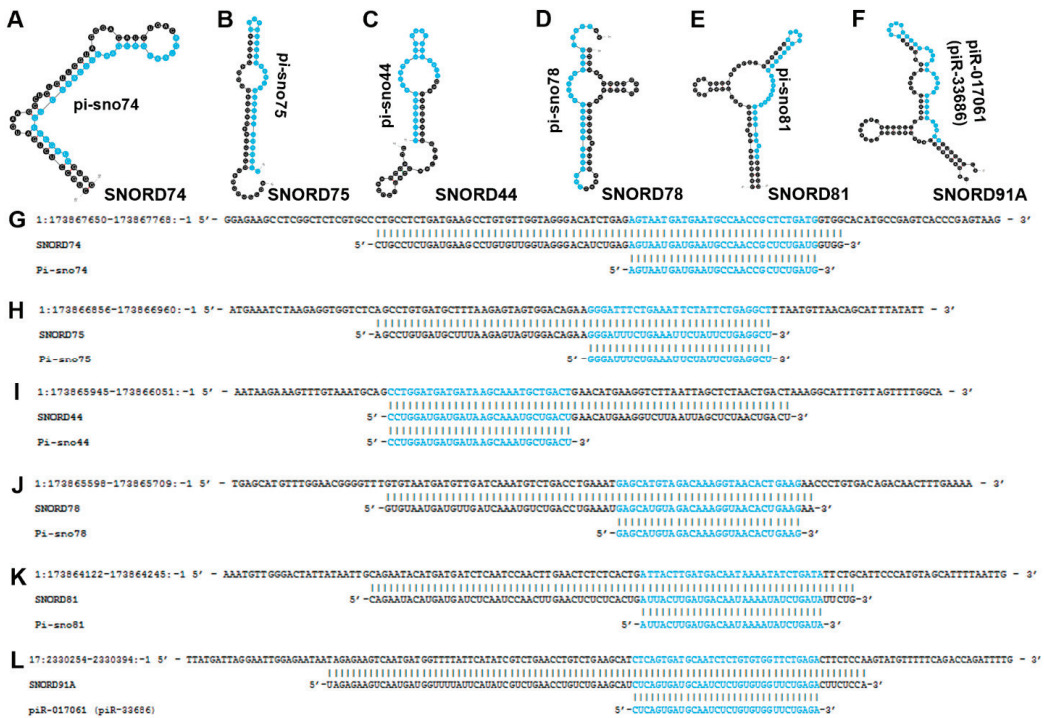 A
B
C
D
E
F
pi-sno74
pi-sno75
pi-sno44
pi-sno78
pi-sno81
piR-017061
(piR-33686)
SNORD74
SNORD75
SNORD44
SNORD78
SNORD81
SNORD91A
G
1:173867650-173867768:-1 5’ - GGAGAAGCCTCGGCTCTCGTGCCCTGCCTCTGATGAAGCCTGTGTTGGTAGGGACATCTGAGAGTAATGATGAATGCCAACCGCTCTGATGGTGGCACATGCCGAGTCACCCGAGTAAG - 3’
SNORD74 5’-CUGCCUCUGAUGAAGCCUGUGUUGGUAGGGACAUCUGAGAGUAAUGAUGAAUGCCAACCGCUCUGAUGGUGG-3’
Pi-sno74 5’-AGUAAUGAUGAAUGCCAACCGCUCUGAUG-3’
H
1:173866856-173866960:-1 5’ - ATGAAATCTAAGAGGTGGTCTCAGCCTGTGATGCTTTAAGAGTAGTGGACAGAAGGGATTTCTGAAATTCTATTCTGAGGCTTTAATGTTAACAGCATTTATATT - 3’
SNORD75 5’-AGCCUGUGAUGCUUUAAGAGUAGUGGACAGAAGGGAUUUCUGAAAUUCUAUUCUGAGGCU-3’
Pi-sno75 5’-GGGAUUUCUGAAAUUCUAUUCUGAGGCU-3’
I
1:173865945-173866051:-1 5’ - AATAAGAAAGTTTGTAAATGCAGCCTGGATGATGATAAGCAAATGCTGACTGAACATGAAGGTCTTAATTAGCTCTAACTGACTAAAGGCATTTGTTAGTTTTGGCA - 3’
SNORD44 5’-CCUGGAUGAUGAUAAGCAAAUGCUGACUGAACAUGAAGGUCUUAAUUAGCUCUAACUGACU-3’
Pi-sno44 5’-CCUGGAUGAUGAUAAGCAAAUGCUGACU-3’
J
1:173865598-173865709:-1 5’ - TGAGCATGTTTGGAACGGGGTTTGTGTAATGATGTTGATCAAATGTCTGACCTGAAATGAGCATGTAGACAAAGGTAACACTGAAGAACCCTGTGACAGACAACTTTGAAAA - 3’
SNORD78 5’-GUGUAAUGAUGUUGAUCAAAUGUCUGACCUGAAAUGAGCAUGUAGACAAAGGUAACACUGAAGAA-3’
Pi-sno78 5’-GAGCAUGUAGACAAAGGUAACACUGAAG-3’
K
1:173864122-173864245:-1 5’ - AAATGTTGGGACTATTATAATTGCAGAATACATGATGATCTCAATCCAACTTGAACTCTCTCACTGATTACTTGATGACAATAAAATATCTGATATTCTGCATTCCCATGTAGCATTTTAATTG - 3’
SNORD81 5’-CAGAAUACAUGAUGAUCUCAAUCCAACUUGAACUCUCUCACUGAUUACUUGAUGACAAUAAAAUAUCUGAUAUUCUG-3’
Pi-sno81 5’-AUUACUUGAUGACAAUAAAAUAUCUGAUA-3’
L
17:2330254-2330394:-1 5’ - TTATGATTAGGAATTGGAGAATAATAGAGAAGTCAATGATGGTTTTATTCATATCGTCTGAACCTGTCTGAAGCATCTCAGTGATGCAATCTCTGTGTGGTTCTGAGACTTCTCCAAGTATGTTTTTCAGACCAGATTTTG - 3’
SNORD91A 5’-UAGAGAAGUCAAUGAUGGUUUUAUUCAUAUCGUCUGAACCUGUCUGAAGCAUCUCAGUGAUGCAAUCUCUGUGUGGUUCUGAGACUUCUCCA-3’
piR-017061 (piR-33686) 5’-CUCAGUGAUGCAAUCUCUGUGUGGUUCUGAGA-3’